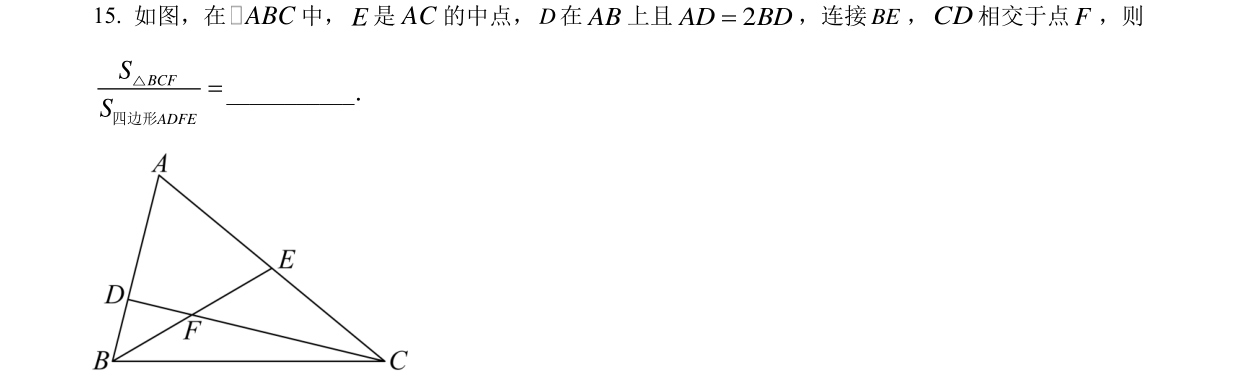 15. 如图，在□ABC 中， E 是 AC 的中点， D 在 AB 上且 AD = 2BD ，连接 BE ， CD 相交于点 F ，则
S△BCF
S四边形ADFE
= __________.
A
E
D
F
B
C